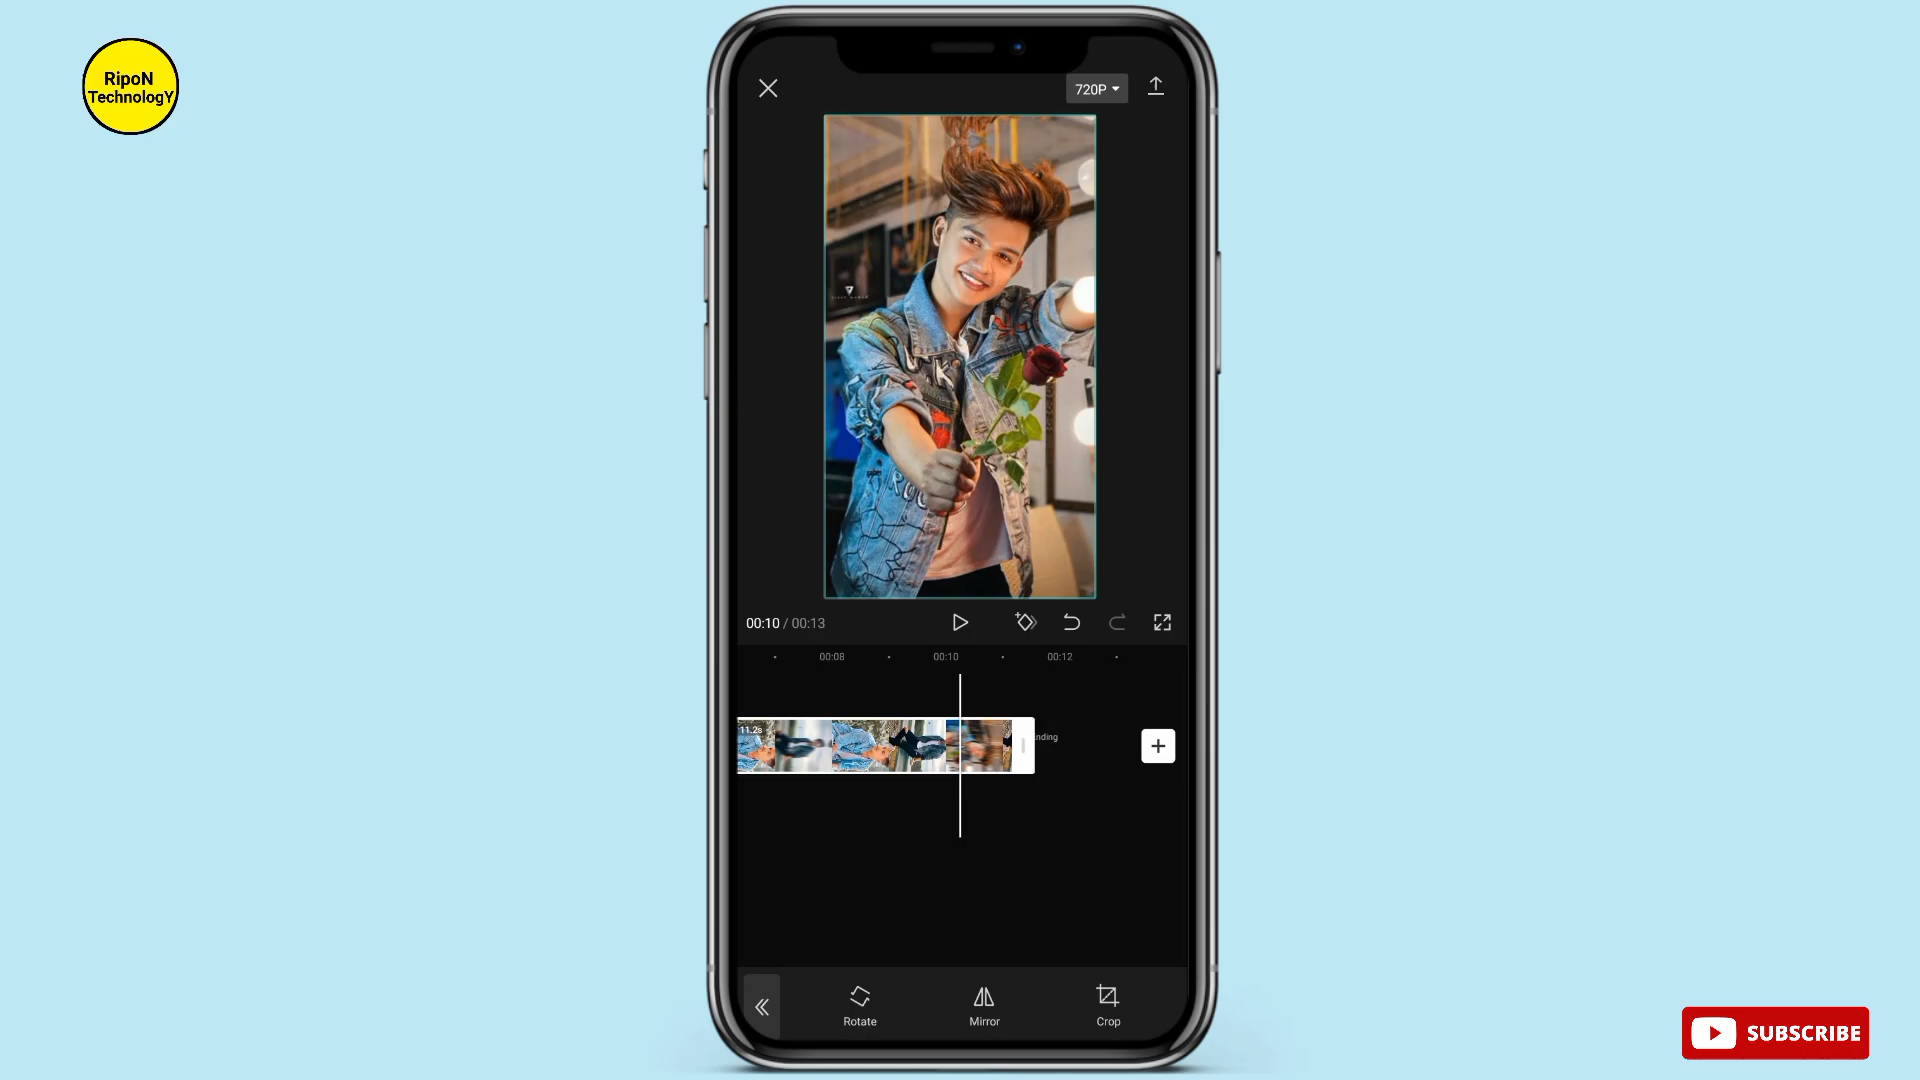 RipoN
TechnologY
720P
00:10 / 00:13
00:08
00:10
00:12
11.2s
nding
Rotate
Mirror
Crop
SUBSCRIBE